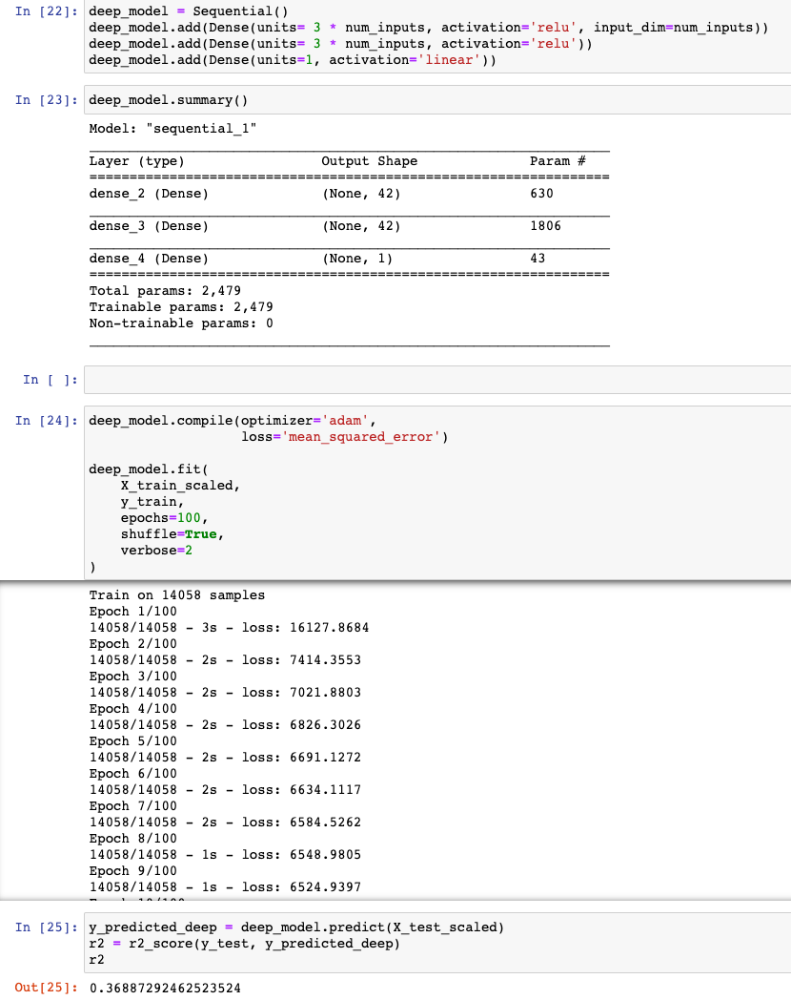 In [22]: deep_model = Sequential()
deep_model.add(Dense(units= 3 * num_inputs, activation='relu', input_dim=num_inputs))
deep_model.add(Dense(units= 3 * num_inputs, activation='relu'))
deep_model.add(Dense(units=1, activation='linear'))
In [23]: deep_model.summary()
Model: "sequential_1"
_________________________________________________________________
Layer (type)                 Output Shape              Param #
=================================================================
dense_2 (Dense)              (None, 42)                630
_________________________________________________________________
dense_3 (Dense)              (None, 42)                1806
_________________________________________________________________
dense_4 (Dense)              (None, 1)                 43
=================================================================
Total params: 2,479
Trainable params: 2,479
Non-trainable params: 0
_________________________________________________________________
In [ ]:
In [24]: deep_model.compile(optimizer='adam',
                   loss='mean_squared_error')
deep_model.fit(
    X_train_scaled,
    y_train,
    epochs=100,
    shuffle=True,
    verbose=2
)
Train on 14058 samples
Epoch 1/100
14058/14058 - 3s - loss: 16127.8684
Epoch 2/100
14058/14058 - 2s - loss: 7414.3553
Epoch 3/100
14058/14058 - 2s - loss: 7021.8803
Epoch 4/100
14058/14058 - 2s - loss: 6826.3026
Epoch 5/100
14058/14058 - 2s - loss: 6691.1272
Epoch 6/100
14058/14058 - 2s - loss: 6634.1117
Epoch 7/100
14058/14058 - 2s - loss: 6584.5262
Epoch 8/100
14058/14058 - 1s - loss: 6548.9805
Epoch 9/100
14058/14058 - 1s - loss: 6524.9397
In [25]: y_predicted_deep = deep_model.predict(X_test_scaled)
r2 = r2_score(y_test, y_predicted_deep)
r2
Out[25]: 0.36887292462523524